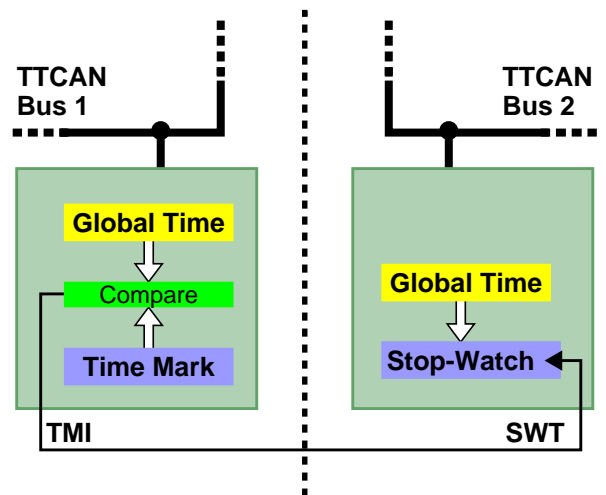 TTCAN
Bus 1
TTCAN
Bus 2
Global Time
Compare
Time Mark
Global Time
Stop-Watch
TMI
SWT